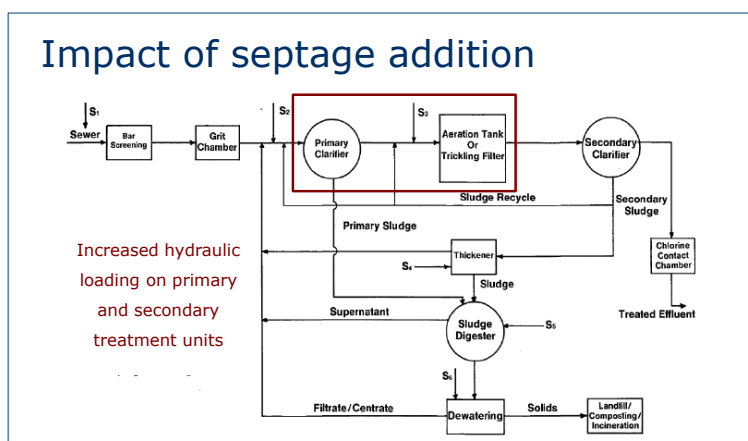 Impact of septage addition
S₁
S₂
S₃
Sewer
Bar
Screening
Grit
Chamber
Primary
Clarifier
Aeration Tank
Or
Trickling Filter
Secondary
Clarifier
Sludge Recycle
Secondary
Sludge
Primary Sludge
Increased hydraulic
loading on primary
and secondary
treatment units
Thickener
S₄
Sludge
Chlorine
Contact
Chamber
Treated Effluent
Supernatant
Sludge
Digester
S₅
S₆
Filtrate/Centrate
Dewatering
Solids
Landfill/
Composting/
Incineration